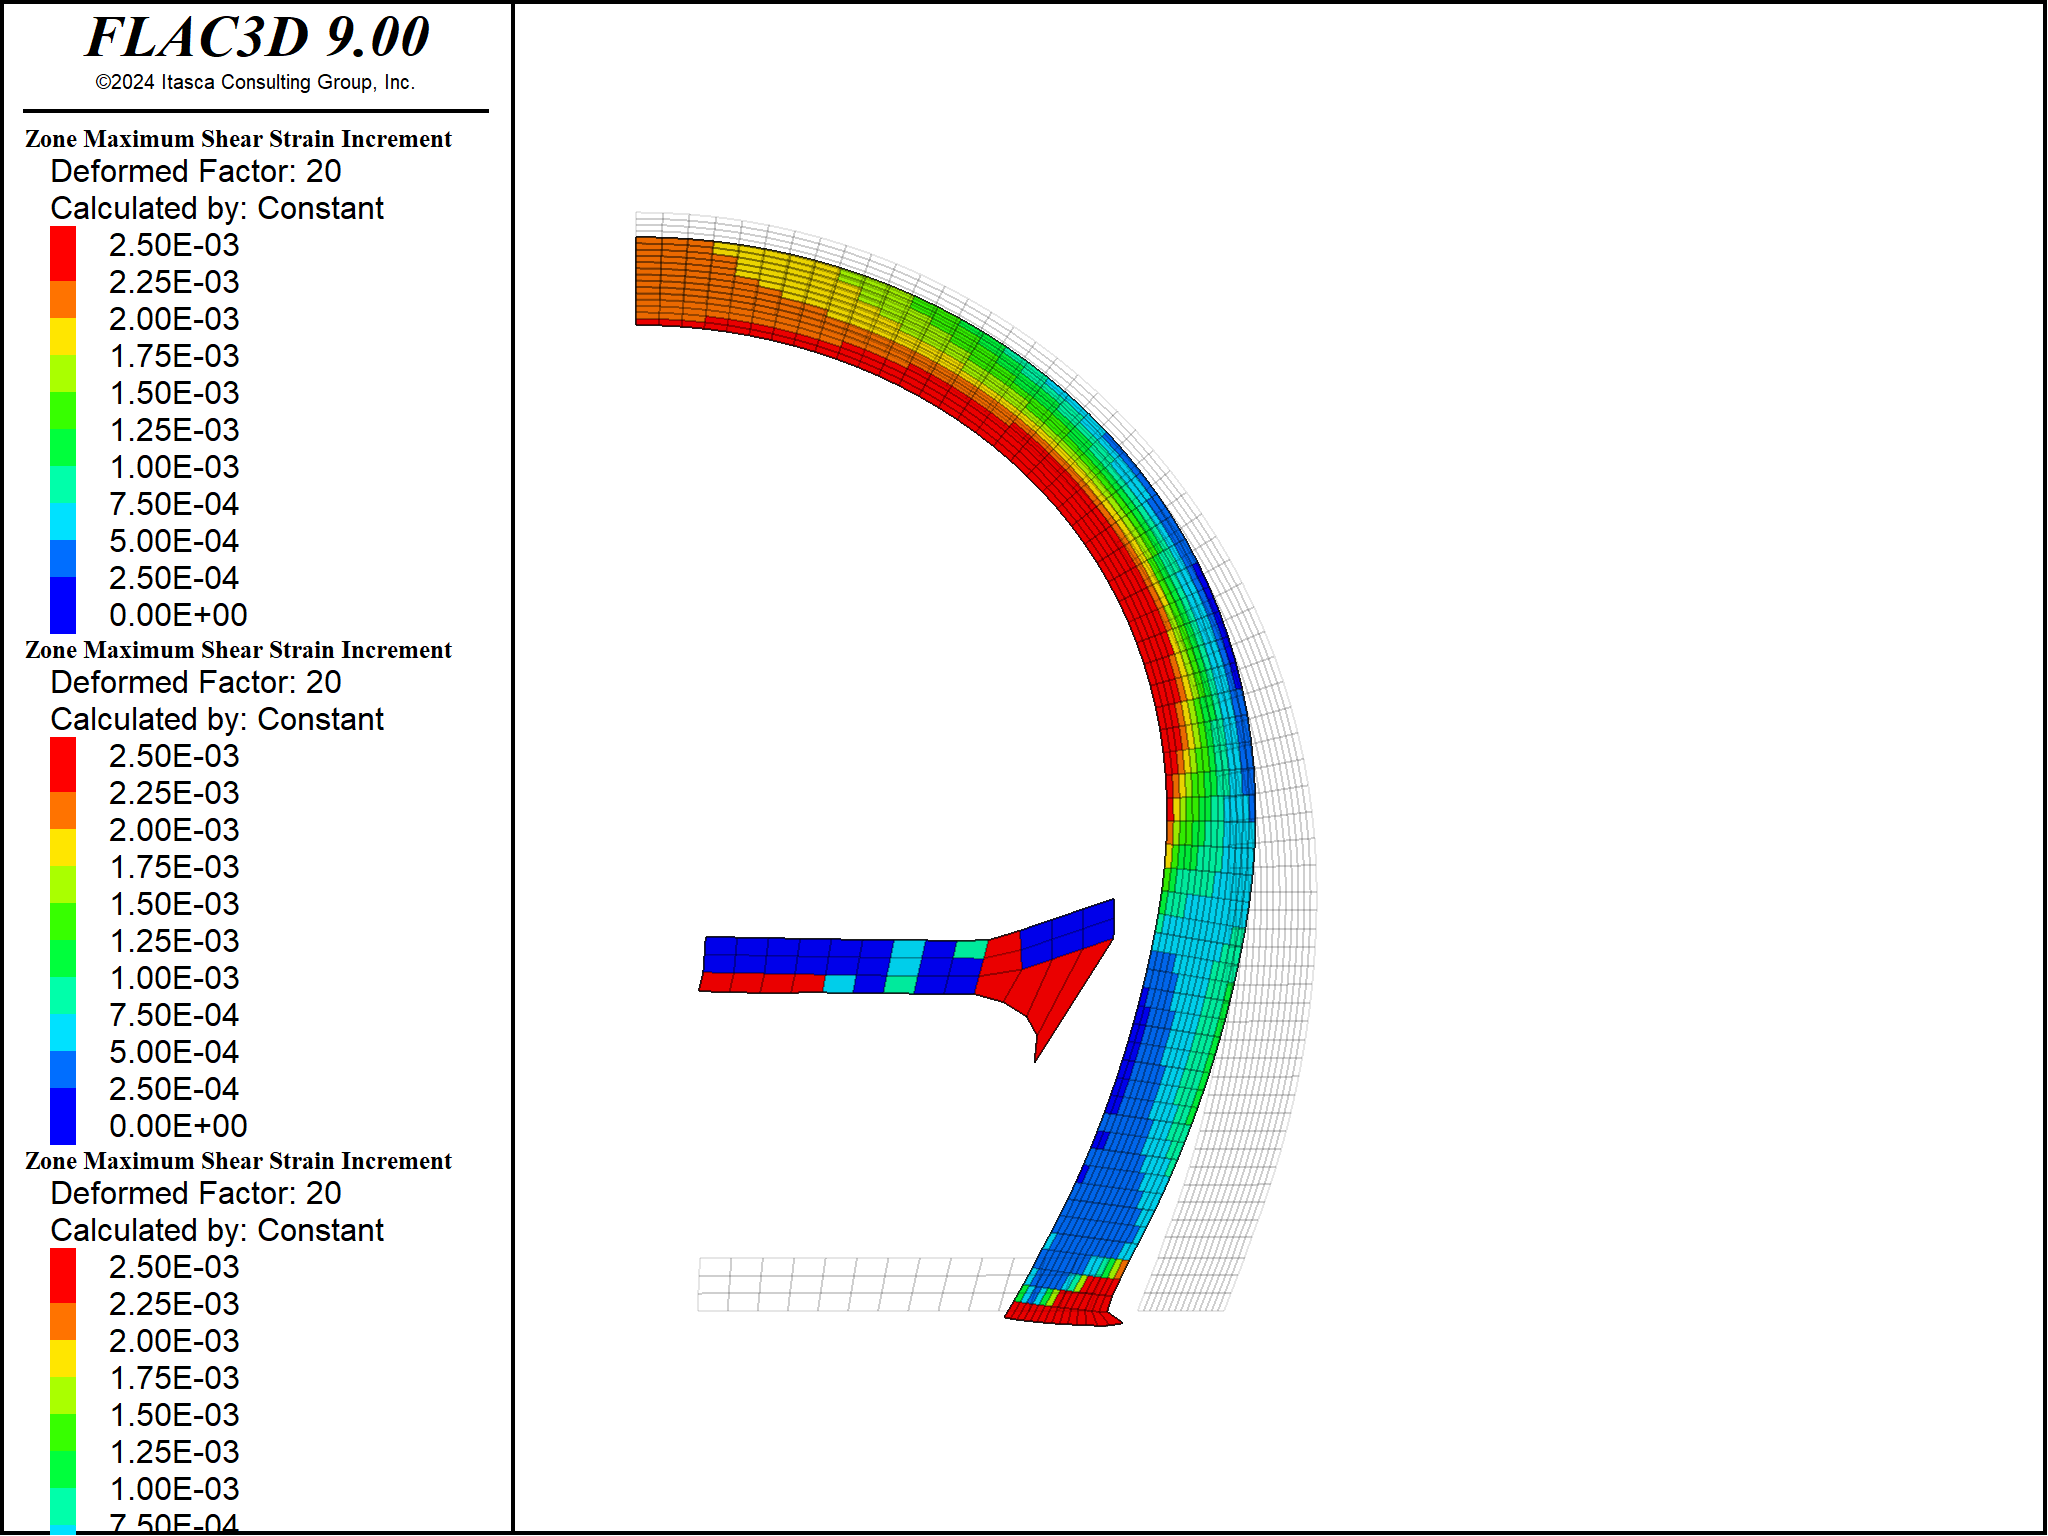 FLAC3D 9.00
©2024 Itasca Consulting Group, Inc.
Zone Maximum Shear Strain Increment
Deformed Factor: 20
Calculated by: Constant
2.50E-03
2.25E-03
2.00E-03
1.75E-03
1.50E-03
1.25E-03
1.00E-03
7.50E-04
5.00E-04
2.50E-04
0.00E+00
Zone Maximum Shear Strain Increment
Deformed Factor: 20
Calculated by: Constant
2.50E-03
2.25E-03
2.00E-03
1.75E-03
1.50E-03
1.25E-03
1.00E-03
7.50E-04
5.00E-04
2.50E-04
0.00E+00
Zone Maximum Shear Strain Increment
Deformed Factor: 20
Calculated by: Constant
2.50E-03
2.25E-03
2.00E-03
1.75E-03
1.50E-03
1.25E-03
1.00E-03
7.50E-04